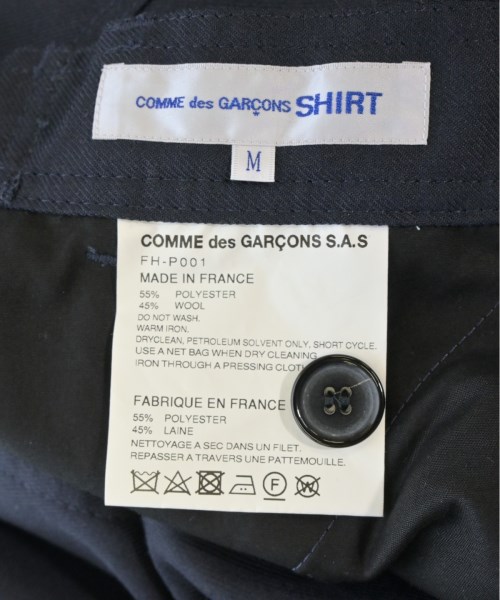 COMME des GARÇONS SHIRT
M
COMME des GARÇONS S.A.S
FH-P001
MADE IN FRANCE
55% POLYESTER
45% WOOL
DO NOT WASH.
WARM IRON.
DRYCLEAN, PETROLEUM SOLVENT ONLY, SHORT CYCLE.
USE A NET BAG WHEN DRY CLEANING
IRON THROUGH A PRESSING CLOTH
FABRIQUE EN FRANCE
55% POLYESTER
45% LAINE
NETTOYAGE A SEC DANS UN FILET.
REPASSER A TRAVERS UNE PATTEMOUILLE.
F W